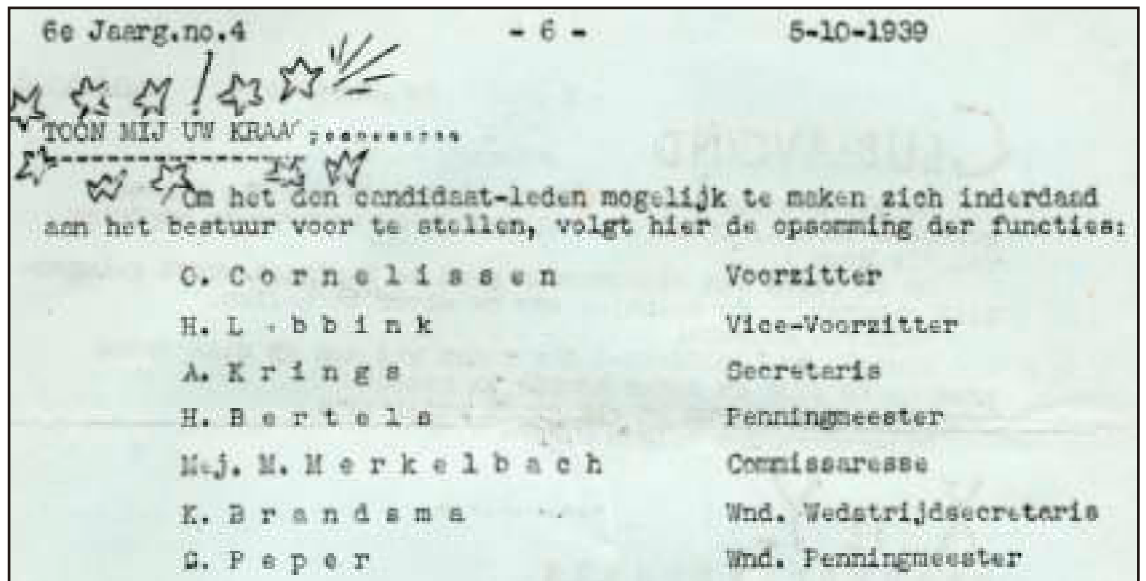 6e Jaarg.no.4 - 6 - 5-10-1939
TOON MIJ UW KRAAG,..........
Om het den candidaat-leden mogelijk te maken zich inderdaad
aan het bestuur voor te stellen, volgt hier de opsomming der functies:
C. C o r n e l i s s e n Voorzitter
H. L e b b i n k Vice-Voorzitter
A. K r i n g s Secretaris
H. B e r t e l s Penningmeester
Mej. M. M e r k e l b a c h Commissaresse
K. B r a n d s m a Wnd. Wedstrijdsecretaris
G. P e p e r Wnd. Penningmeester